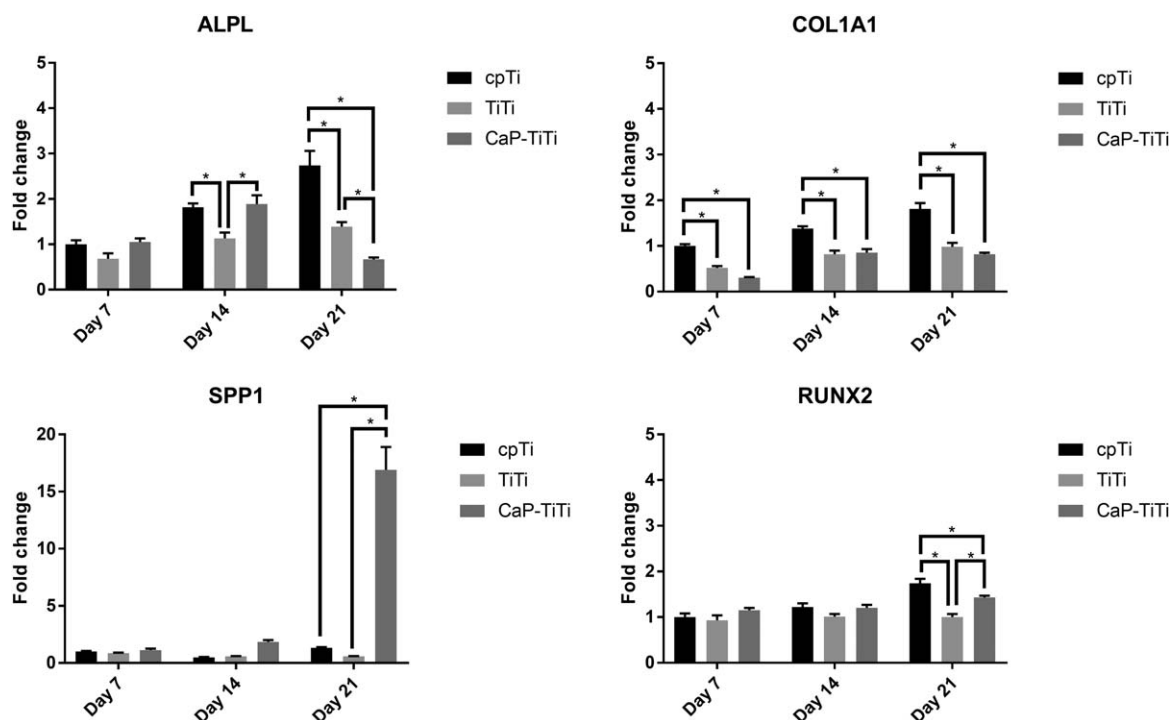 ALPL
Fold change
5
4
3
2
1
0
*
*
*
*
*
Day 7
Day 14
Day 21
cpTi
TiTi
CaP-TiTi
COL1A1
Fold change
5
4
3
2
1
0
*
*
*
*
*
*
Day 7
Day 14
Day 21
cpTi
TiTi
CaP-TiTi
SPP1
Fold change
20
15
10
5
0
*
*
Day 7
Day 14
Day 21
cpTi
TiTi
CaP-TiTi
RUNX2
Fold change
5
4
3
2
1
0
*
*
*
Day 7
Day 14
Day 21
cpTi
TiTi
CaP-TiTi